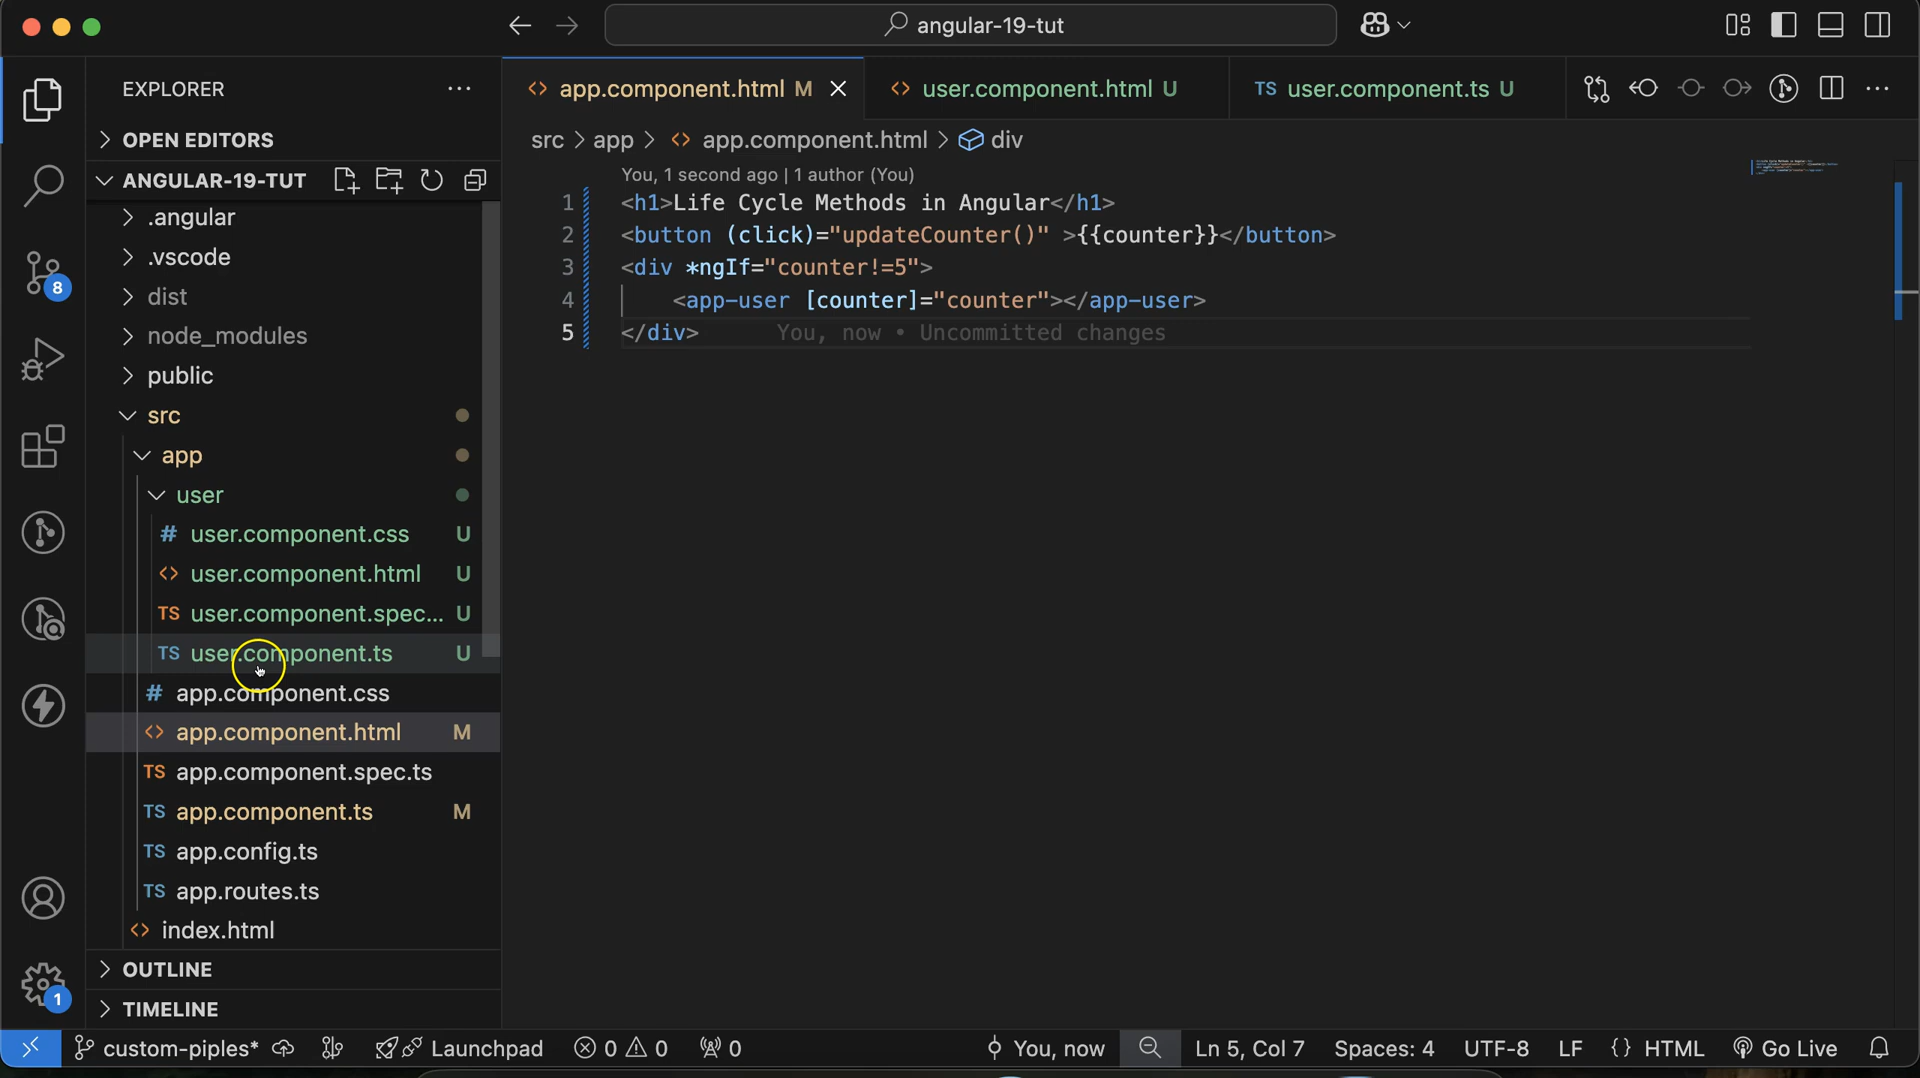 angular-19-tut
EXPLORER
OPEN EDITORS
ANGULAR-19-TUT
.angular
.vscode
dist
node_modules
public
src
app
user
# user.component.css U
<> user.component.html U
TS user.component.spec... U
TS user.component.ts U
# app.component.css
<> app.component.html M
TS app.component.spec.ts
TS app.component.ts M
TS app.config.ts
TS app.routes.ts
<> index.html
OUTLINE
TIMELINE
8
1
<> app.component.html M
<> user.component.html U
TS user.component.ts U
src > app > <> app.component.html > div
You, 1 second ago | 1 author (You)
1 <h1>Life Cycle Methods in Angular</h1>
2 <button (click)="updateCounter()" >{{counter}}</button>
3 <div *ngIf="counter!=5">
4 <app-user [counter]="counter"></app-user>
5 </div> You, now • Uncommitted changes
custom-piples* Launchpad 0 0 0 You, now Ln 5, Col 7 Spaces: 4 UTF-8 LF {} HTML Go Live